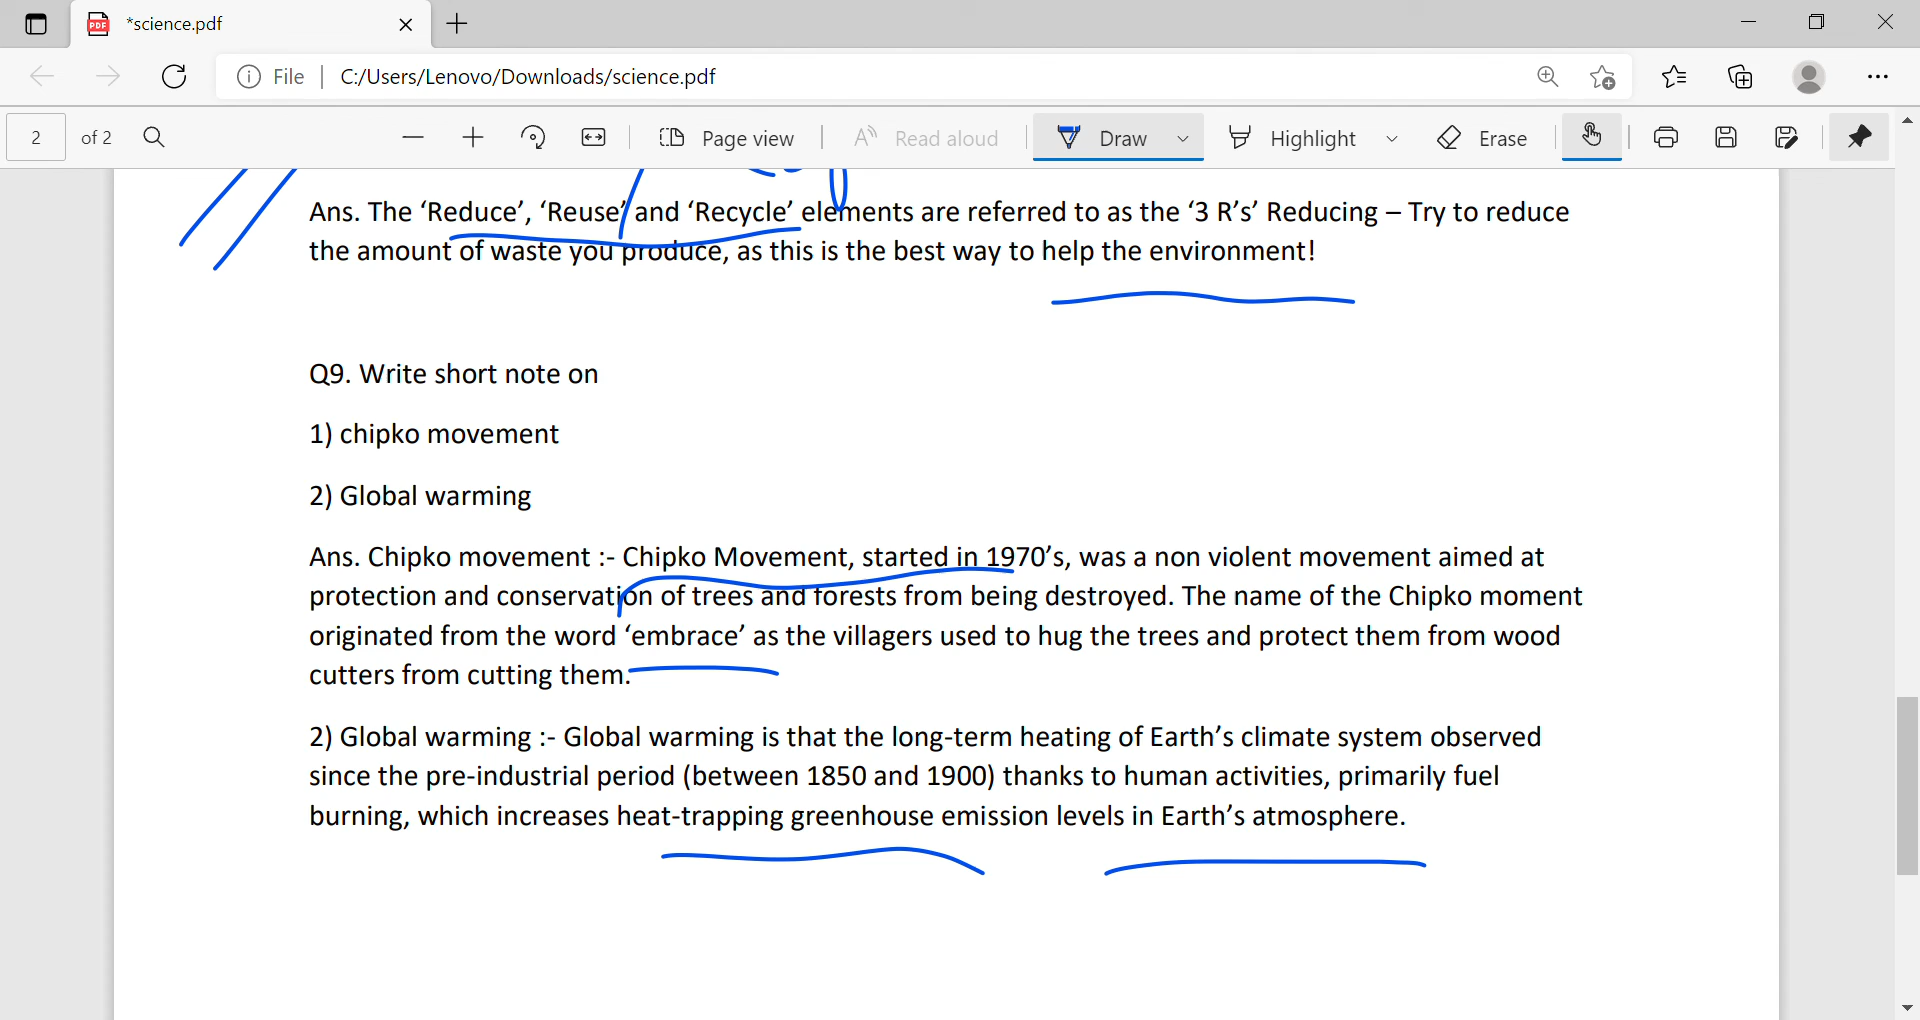 *science.pdf
File | C:/Users/Lenovo/Downloads/science.pdf
2 of 2 Page view Read aloud Draw Highlight Erase
Ans. The ‘Reduce’, ‘Reuse’ and ‘Recycle’ elements are referred to as the ‘3 R’s’ Reducing – Try to reduce
the amount of waste you produce, as this is the best way to help the environment!
Q9. Write short note on
1) chipko movement
2) Global warming
Ans. Chipko movement :- Chipko Movement, started in 1970’s, was a non violent movement aimed at
protection and conservation of trees and forests from being destroyed. The name of the Chipko moment
originated from the word ‘embrace’ as the villagers used to hug the trees and protect them from wood
cutters from cutting them.
2) Global warming :- Global warming is that the long-term heating of Earth’s climate system observed
since the pre-industrial period (between 1850 and 1900) thanks to human activities, primarily fuel
burning, which increases heat-trapping greenhouse emission levels in Earth’s atmosphere.